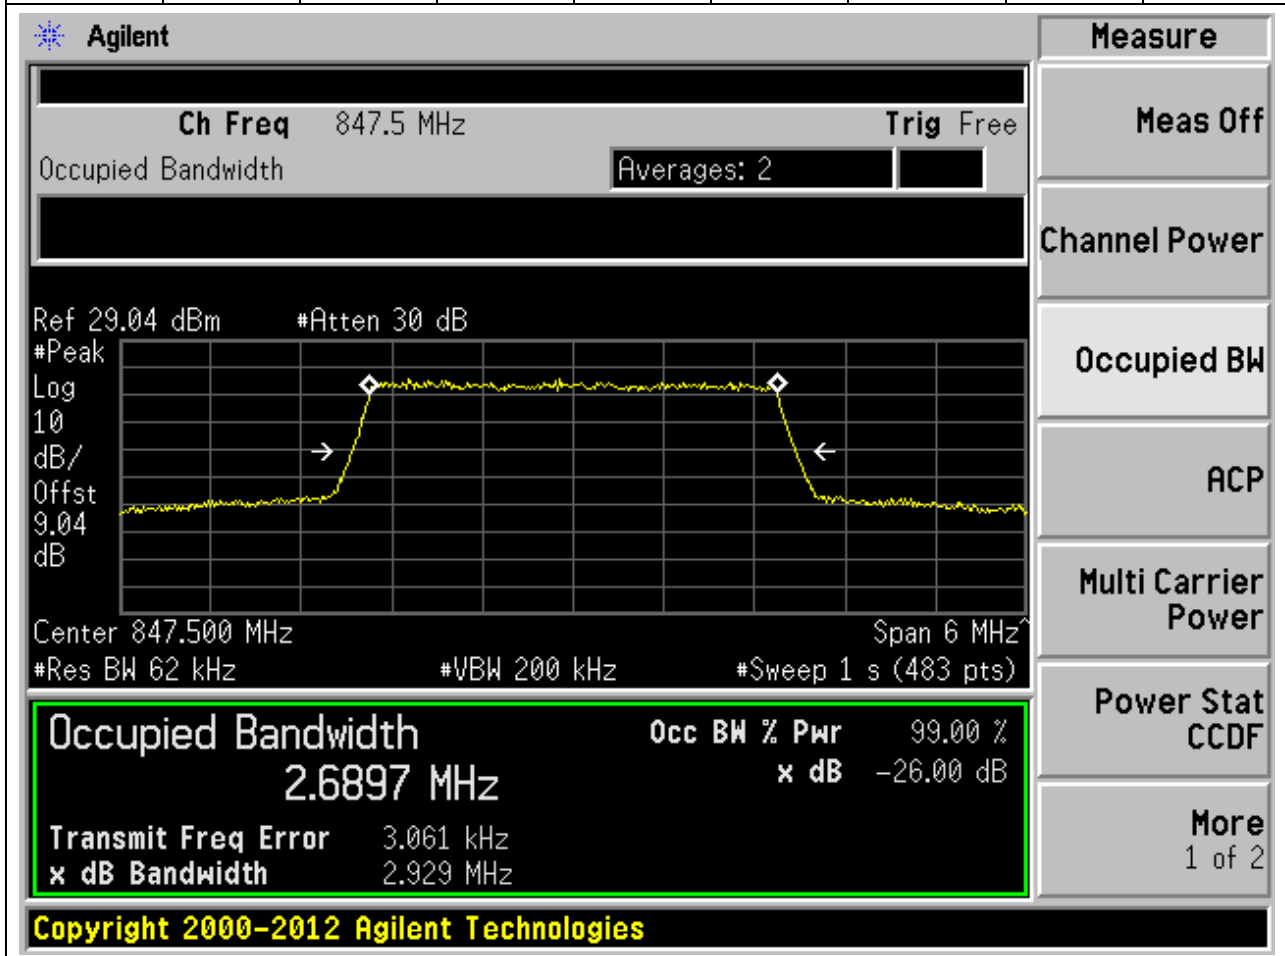 Agilent
Measure
Ch Freq 847.5 MHz Trig Free
Meas Off
Occupied Bandwidth Averages: 2
Channel Power
Ref 29.04 dBm #Atten 30 dB
#Peak
Log
10
dB/
Offst
9.04
dB
Occupied BW
ACP
Center 847.500 MHz Span 6 MHz^
#Res BW 62 kHz #VBW 200 kHz #Sweep 1 s (483 pts)
Multi Carrier
Power
Occupied Bandwidth Occ BW % Pwr 99.00 %
2.6897 MHz x dB -26.00 dB
Power Stat
CCDF
Transmit Freq Error 3.061 kHz
x dB Bandwidth 2.929 MHz
More
1 of 2
Copyright 2000-2012 Agilent Technologies